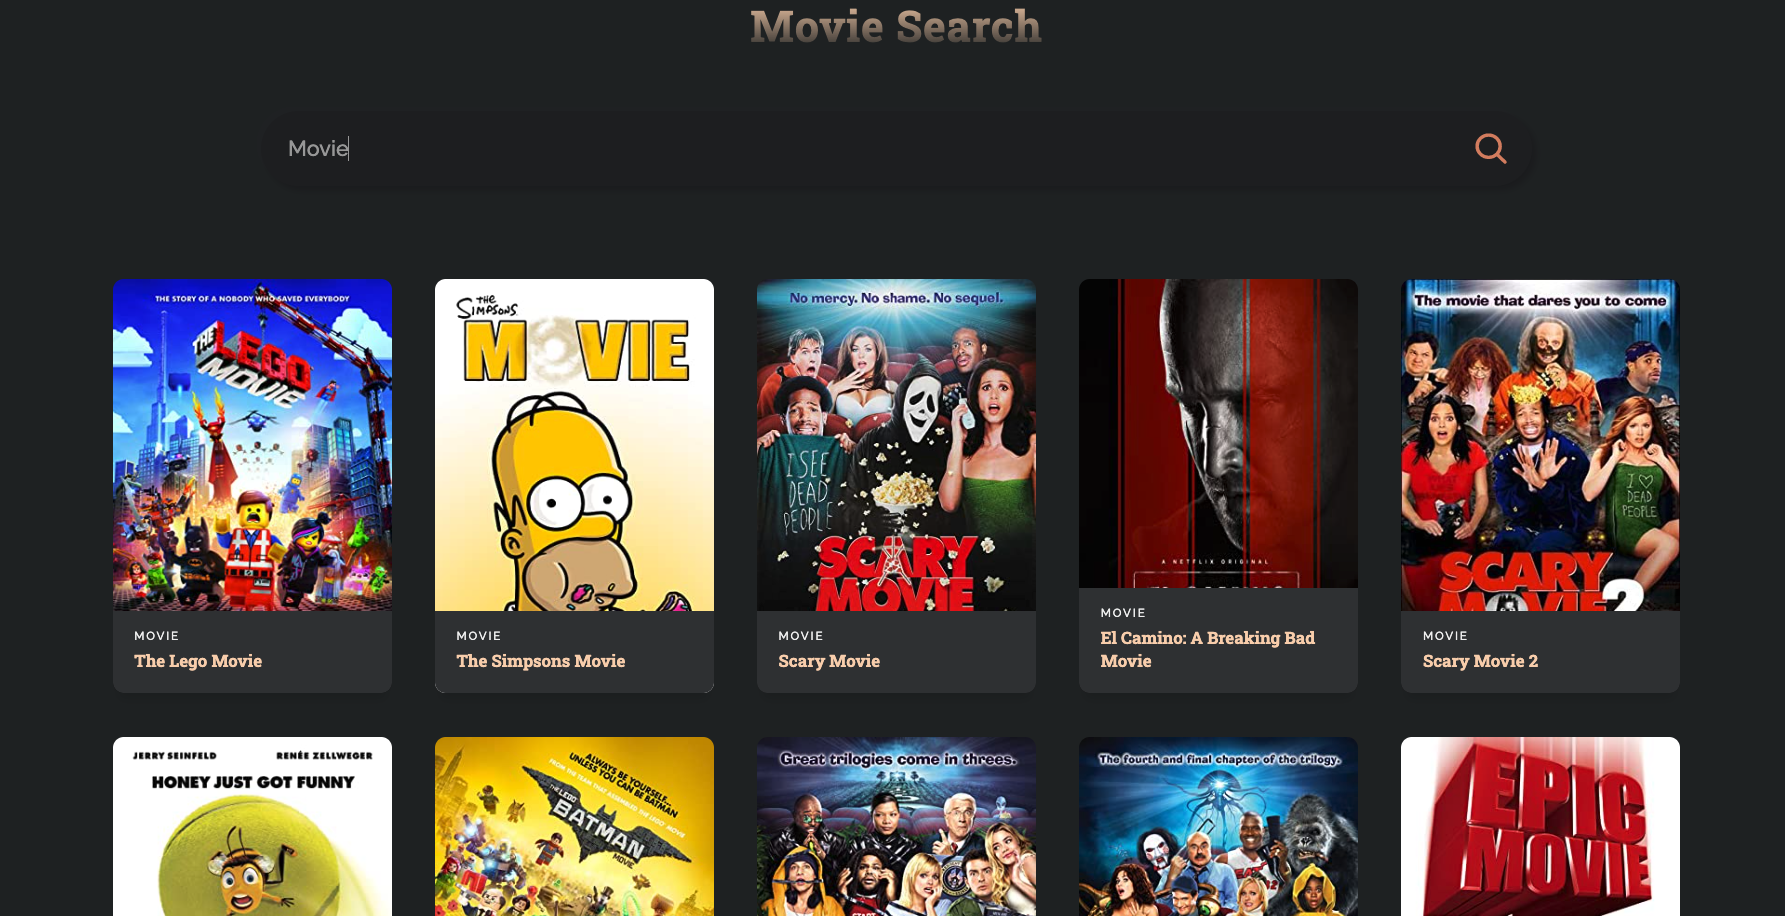 Movie Search
Movie
THE STORY OF A NOBODY WHO SAVED EVERYBODY
THE LEGO
MOVIE
THE
SIMPSONS
MOVIE
No mercy. No shame. No sequel.
I SEE
DEAD
PEOPLE
SCARY
MOVIE
A NETFLIX ORIGINAL
The movie that dares you to come
I ♡
DEAD
PEOPLE
SCARY
MOVIE 2
MOVIE
The Lego Movie
MOVIE
The Simpsons Movie
MOVIE
Scary Movie
MOVIE
El Camino: A Breaking Bad
Movie
MOVIE
Scary Movie 2
JERRY SEINFELD RENÉE ZELLWEGER
HONEY JUST GOT FUNNY
ALWAYS BE YOURSELF...
UNLESS YOU CAN BE BATMAN
FROM THE TEAM THAT ASSEMBLED THE LEGO MOVIE
THE LEGO
BATMAN
MOVIE
Great trilogies come in threes.
The fourth and final chapter of the trilogy.
EPIC
MOVIE